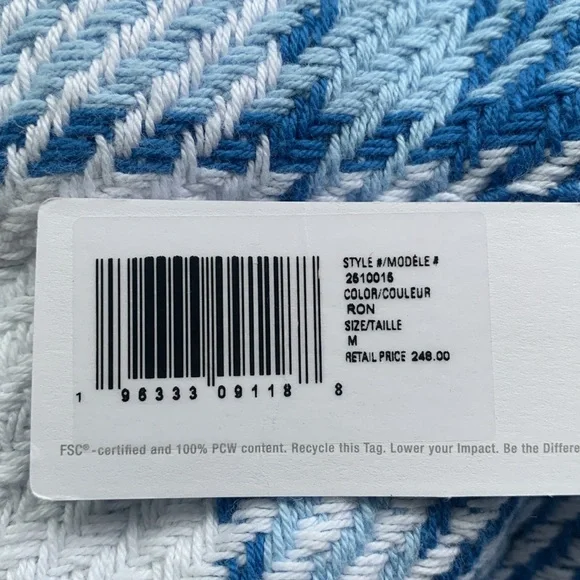 STYLE #/MODÈLE #
2510015
COLOR/COULEUR
RON
SIZE/TAILLE
M
RETAIL PRICE 248.00
1 96333 09118 8
FSC®-certified and 100% PCW content. Recycle this Tag. Lower your Impact. Be the Differe